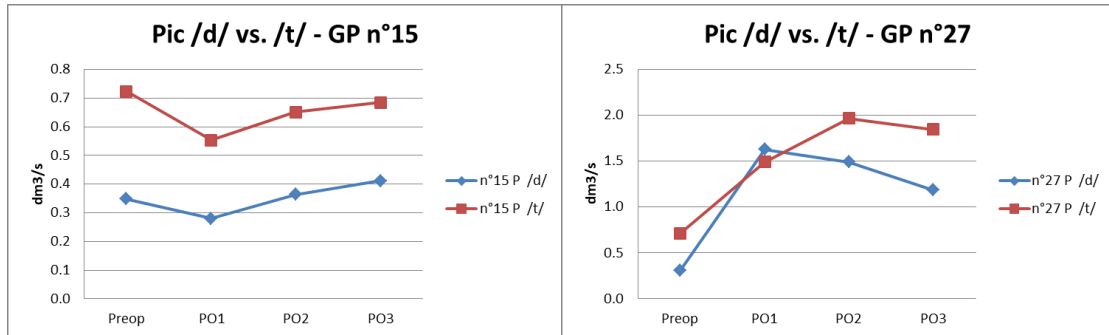 Pic /d/ vs. /t/ - GP n°15
0.8
0.7
0.6
0.5
0.4
0.3
0.2
0.1
0.0
dm3/s
Preop PO1 PO2 PO3
n°15 P /d/
n°15 P /t/
Pic /d/ vs. /t/ - GP n°27
2.5
2.0
1.5
1.0
0.5
0.0
dm3/s
Preop PO1 PO2 PO3
n°27 P /d/
n°27 P /t/